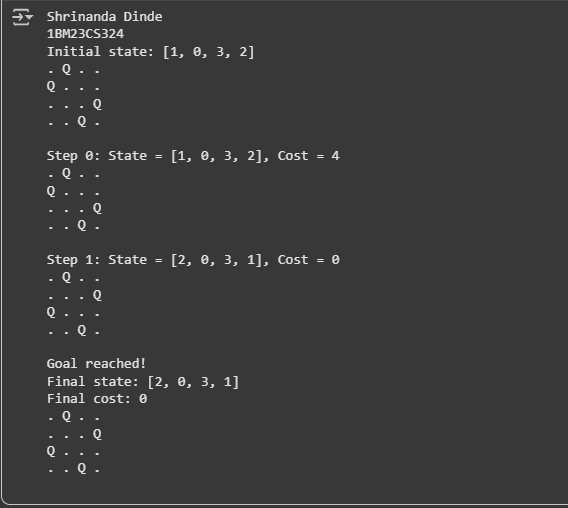 Shrinanda Dinde
1BM23CS324
Initial state: [1, 0, 3, 2]
. Q . .
Q . . .
. . . Q
. . Q .
Step 0: State = [1, 0, 3, 2], Cost = 4
. Q . .
Q . . .
. . . Q
. . Q .
Step 1: State = [2, 0, 3, 1], Cost = 0
. Q . .
. . . Q
Q . . .
. . Q .
Goal reached!
Final state: [2, 0, 3, 1]
Final cost: 0
. Q . .
. . . Q
Q . . .
. . Q .